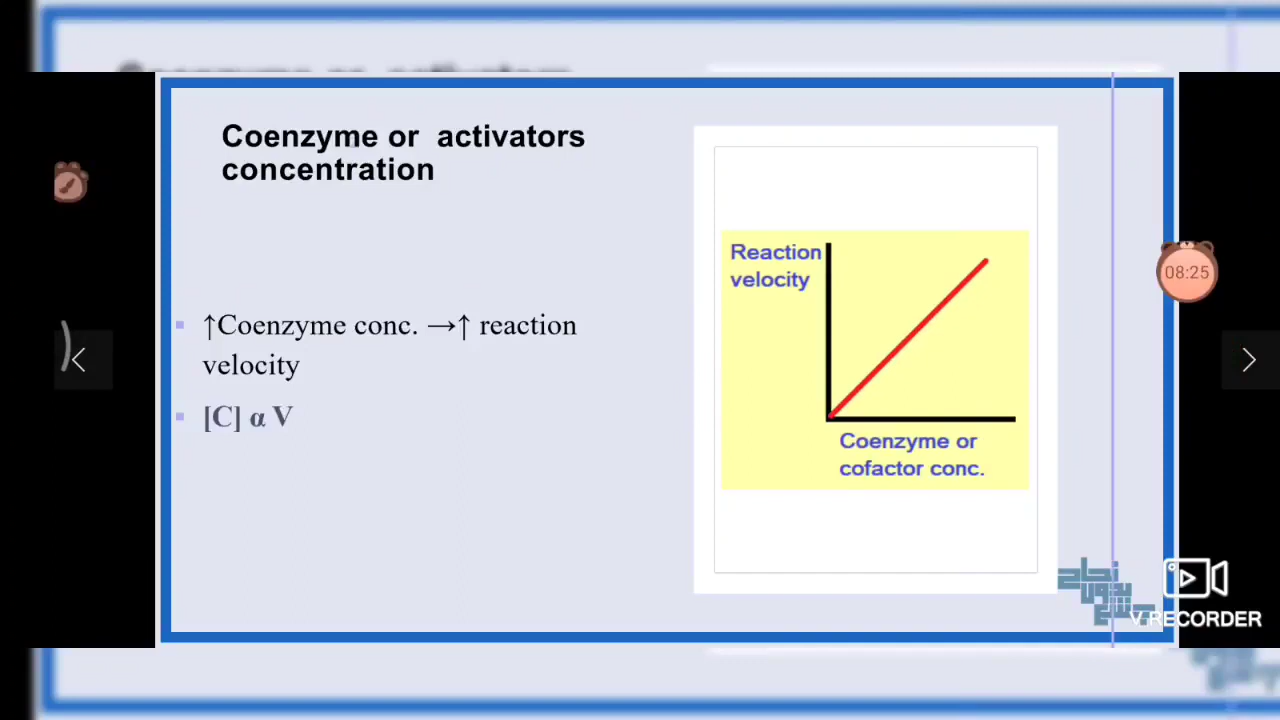 Coenzyme or activators
concentration
↑Coenzyme conc. →↑ reaction
velocity
[C] α V
Reaction
velocity
Coenzyme or
cofactor conc.
08:25
V RECORDER